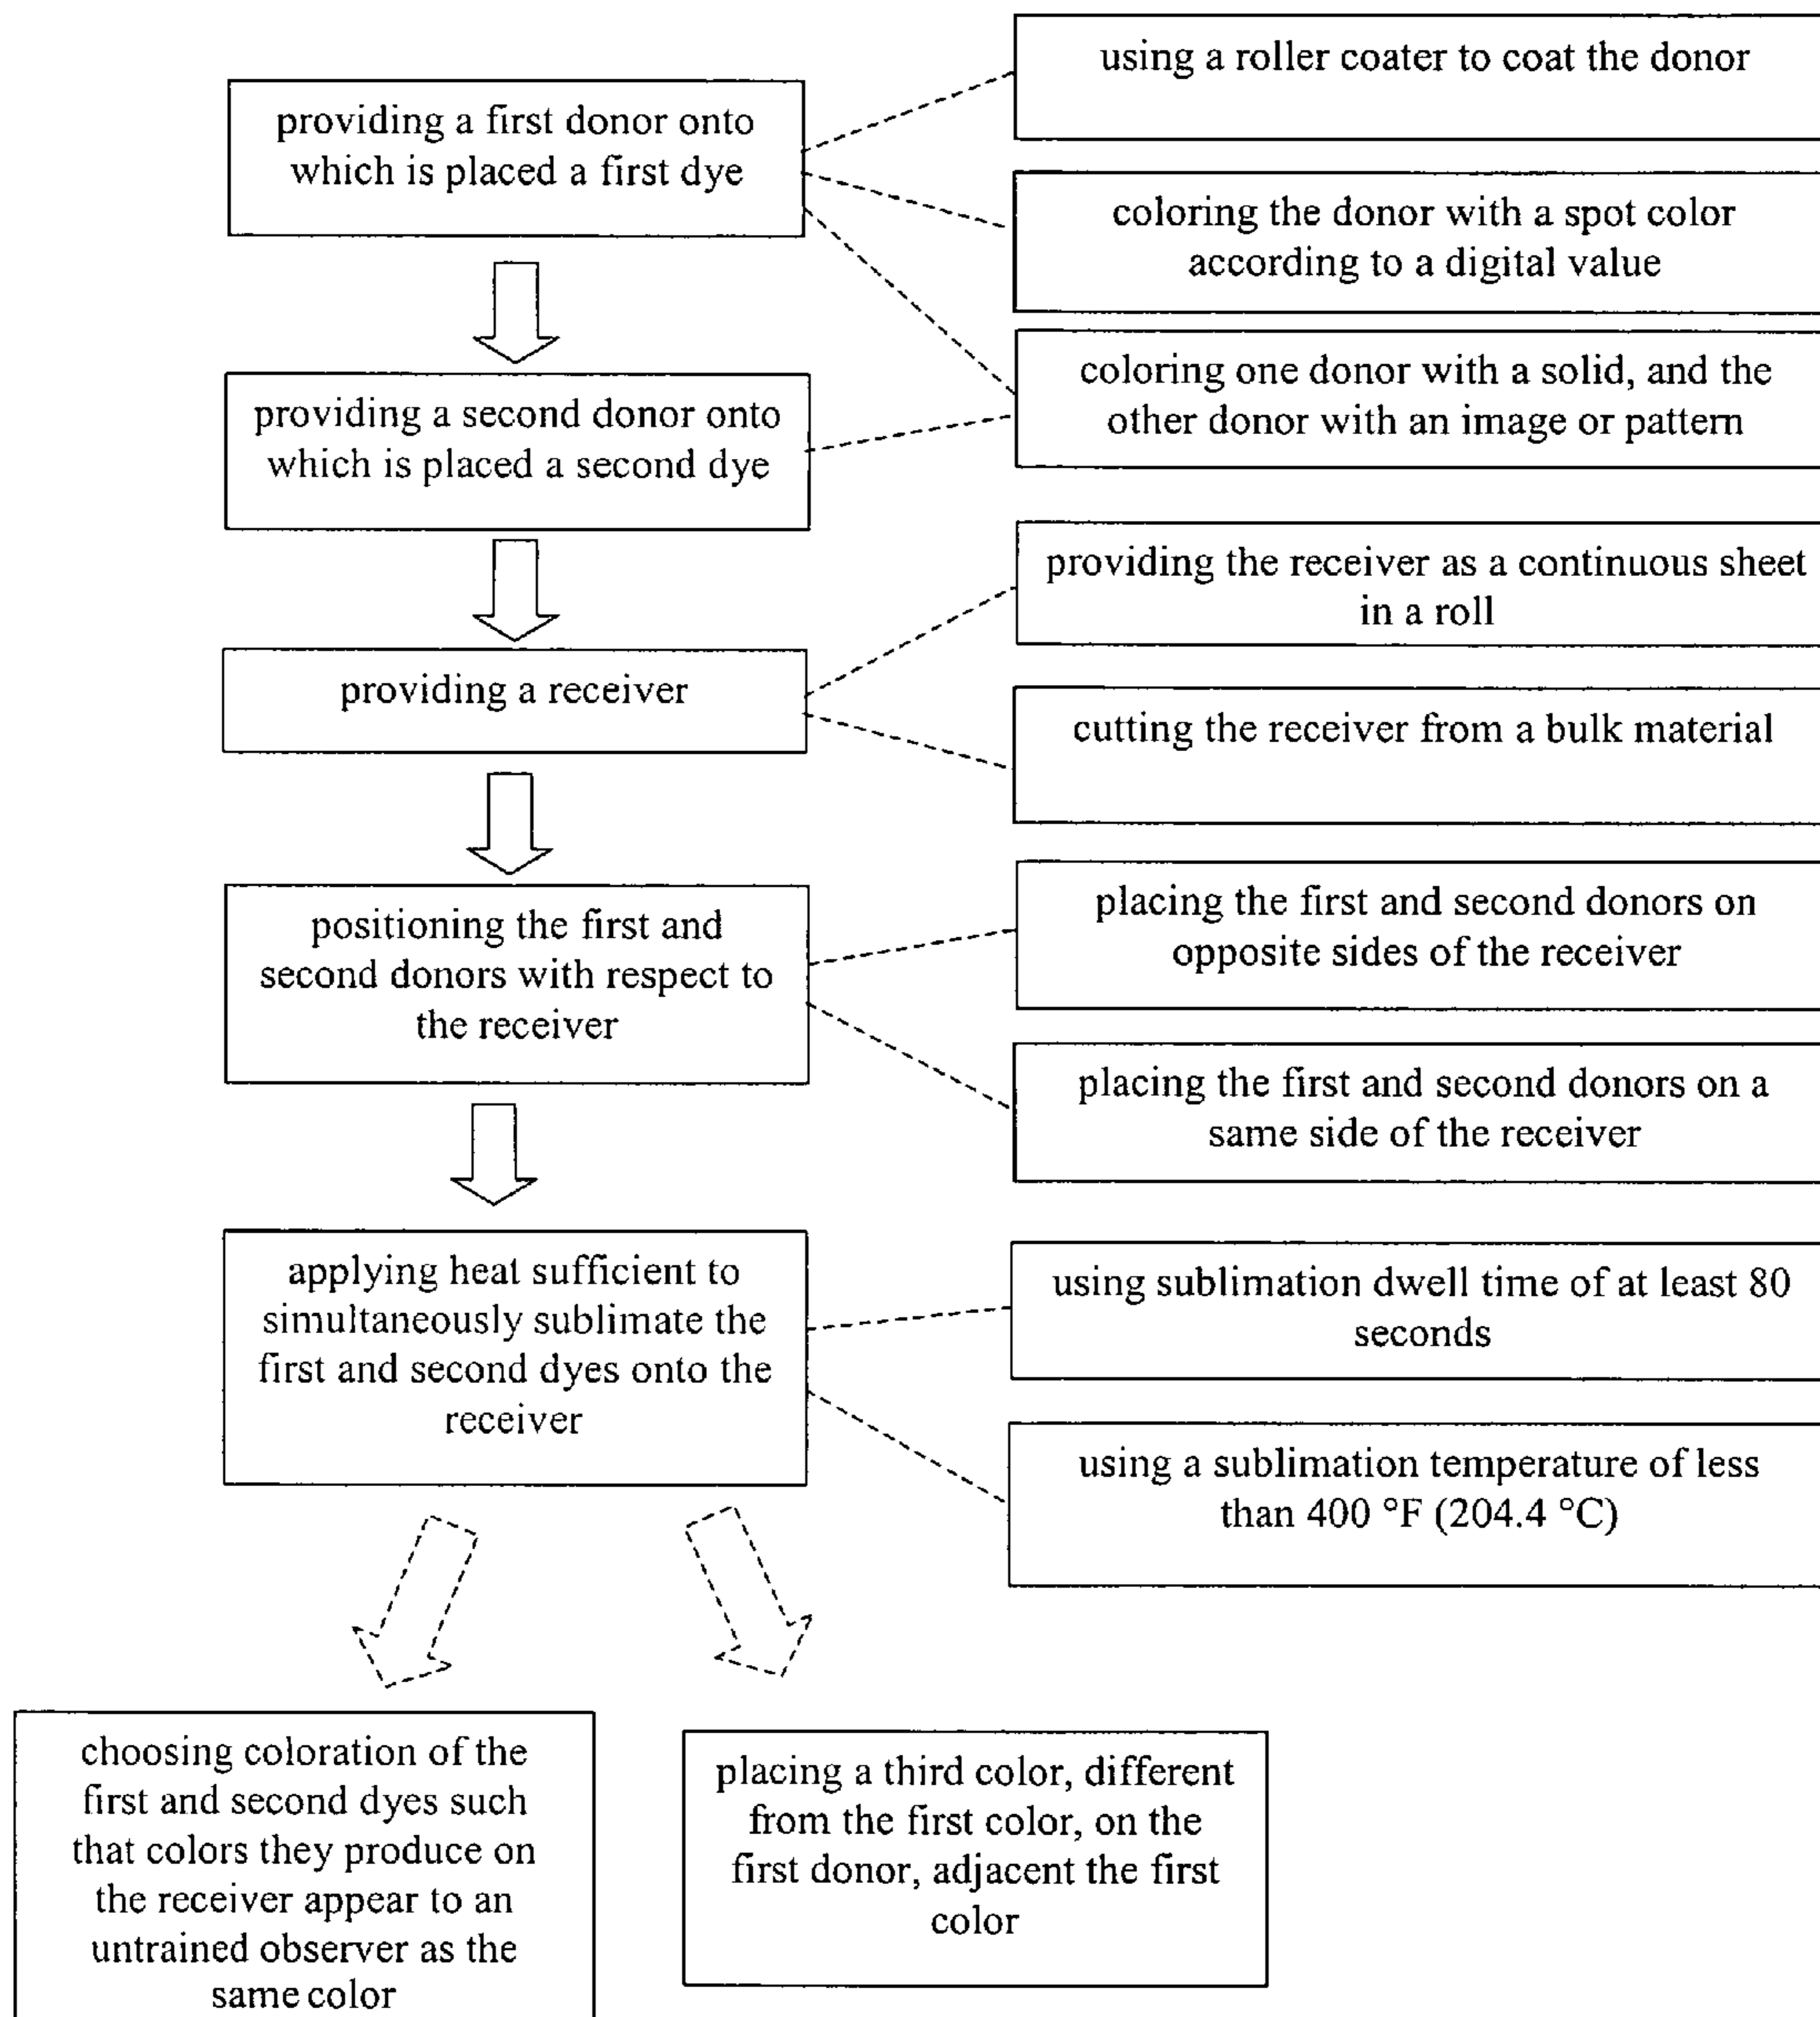 providing a first donor onto
which is placed a first dye
using a roller coater to coat the donor
coloring the donor with a spot color
according to a digital value
coloring one donor with a solid, and the
other donor with an image or pattern
providing a second donor onto
which is placed a second dye
providing a receiver
providing the receiver as a continuous sheet
in a roll
cutting the receiver from a bulk material
positioning the first and
second donors with respect to
the receiver
placing the first and second donors on
opposite sides of the receiver
placing the first and second donors on a
same side of the receiver
applying heat sufficient to
simultaneously sublimate the
first and second dyes onto the
receiver
using sublimation dwell time of at least 80
seconds
using a sublimation temperature of less
than 400 °F (204.4 °C)
choosing coloration of the
first and second dyes such
that colors they produce on
the receiver appear to an
untrained observer as the
same color
placing a third color, different
from the first color, on the
first donor, adjacent the first
color